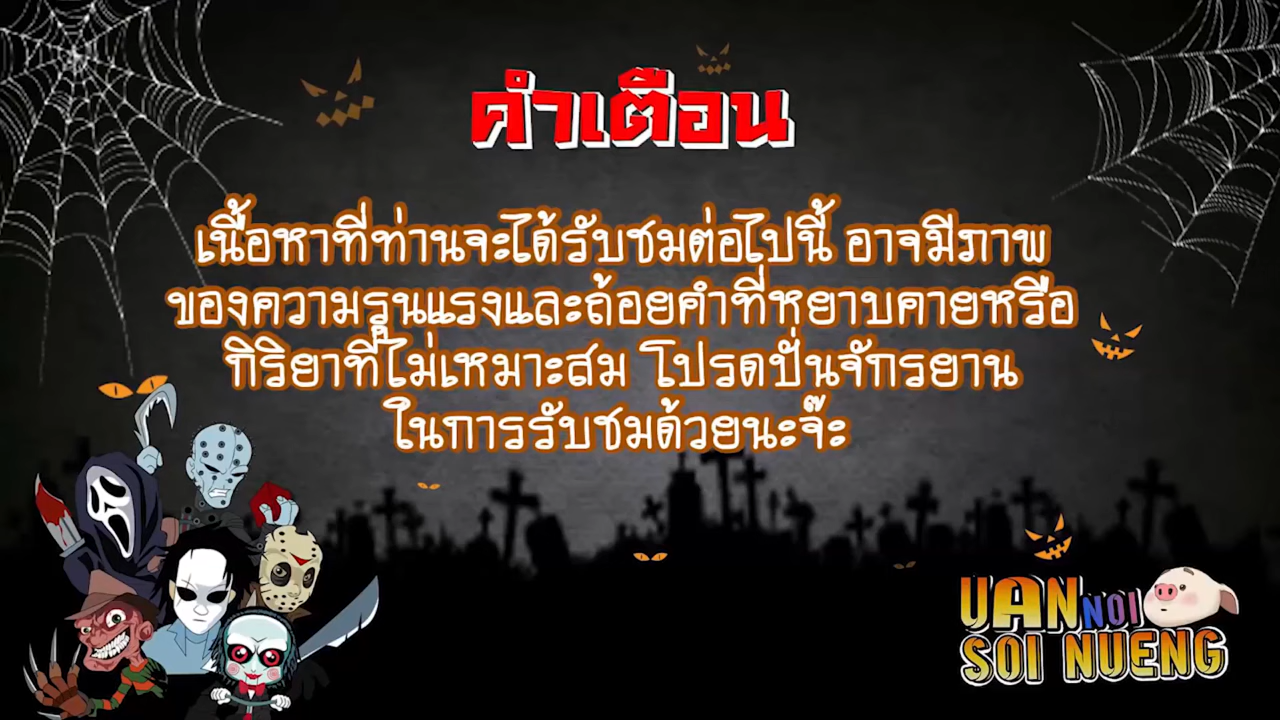 คำเตือน
เนื้อหาที่ท่านจะได้รับชมต่อไปนี้ อาจมีภาพ
ของความรุนแรงและถ้อยคำที่หยาบคายหรือ
กิริยาที่ไม่เหมาะสม โปรดปั่นจักรยาน
ในการรับชมด้วยนะจ๊ะ
UAN NOI
SOI NUENG